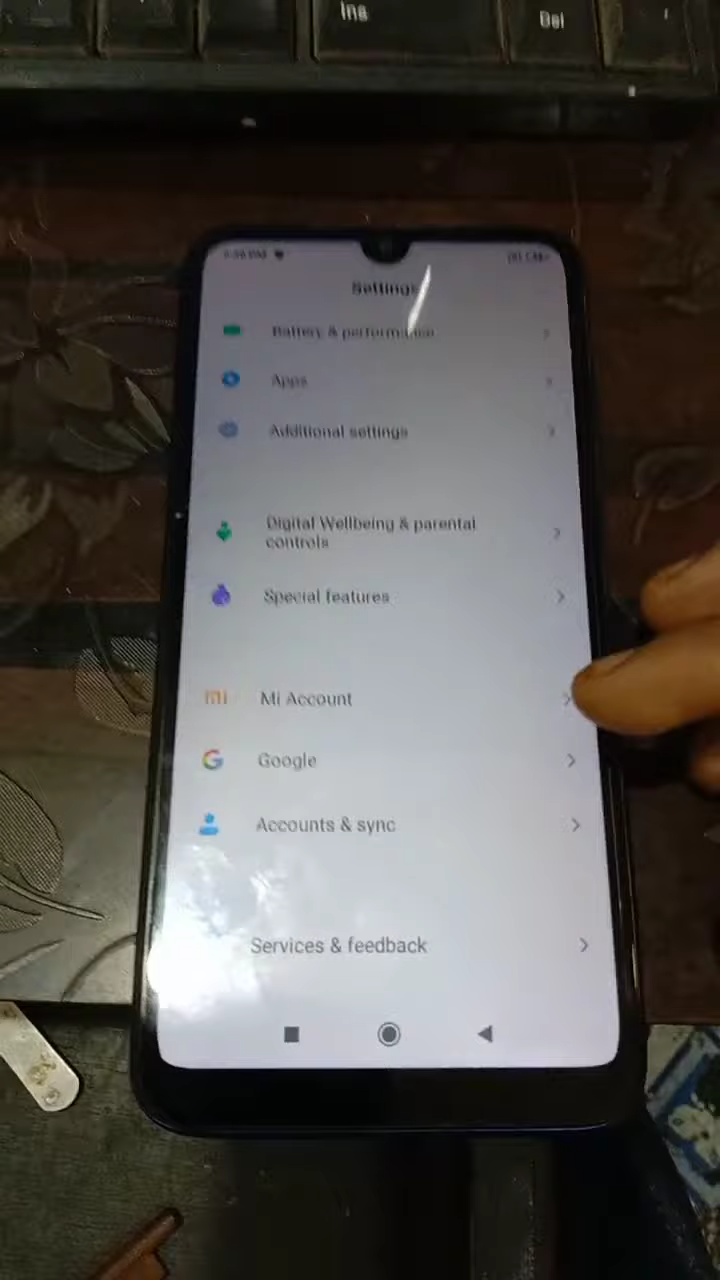 Ins
Del
Settings
Battery & performance
Apps
Additional settings
Digital Wellbeing & parental
controls
Special features
mi
Mi Account
G
Google
Accounts & sync
Services & feedback